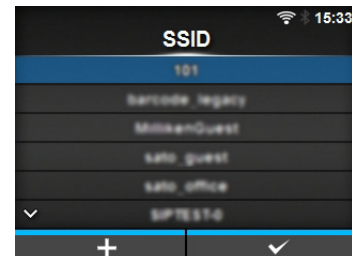 15:33
SSID
101
barcode_legacy
MillikenGuest
sato_guest
sato_office
SIPTEST-0